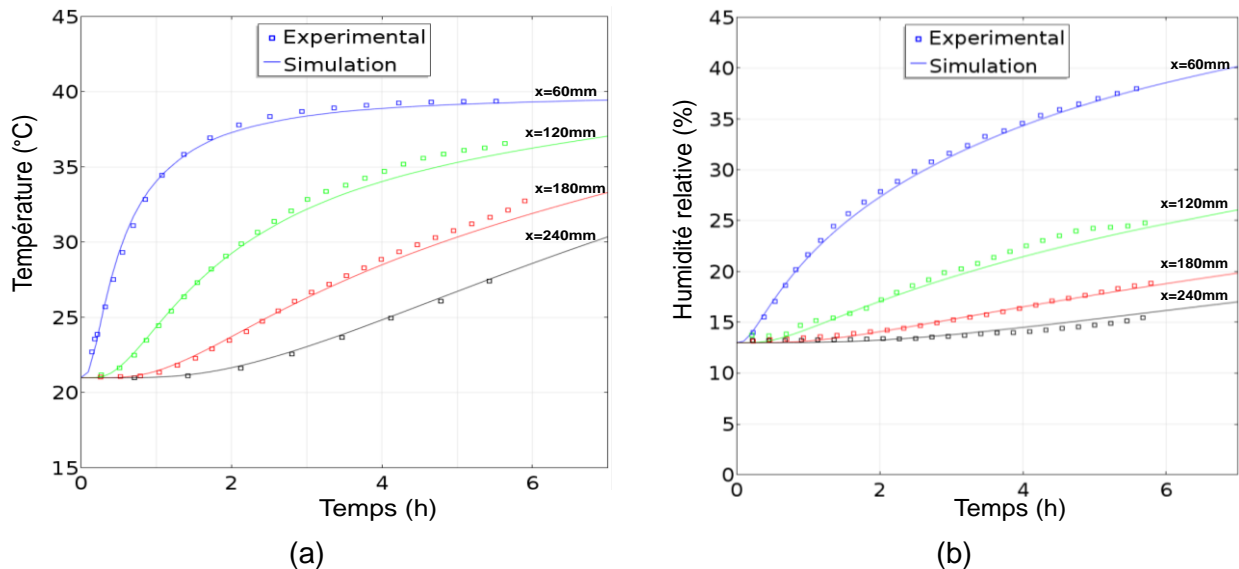 45
40
35
30
25
20
15
0
2
4
6
Température (°C)
Temps (h)
Experimental
Simulation
x=60mm
x=120mm
x=180mm
x=240mm
(a)
45
40
35
30
25
20
15
10
5
0
0
2
4
6
Humidité relative (%)
Temps (h)
Experimental
Simulation
x=60mm
x=120mm
x=180mm
x=240mm
(b)